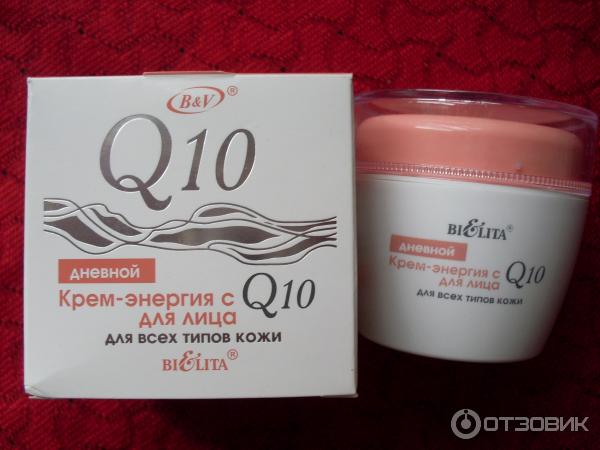 B&V®
Q10
дневной
Крем-энергия с Q10
для лица
для всех типов кожи
BIELITA®
BIELITA®
дневной
Крем-энергия с Q10
для лица
для всех типов кожи
ОТЗОВИК